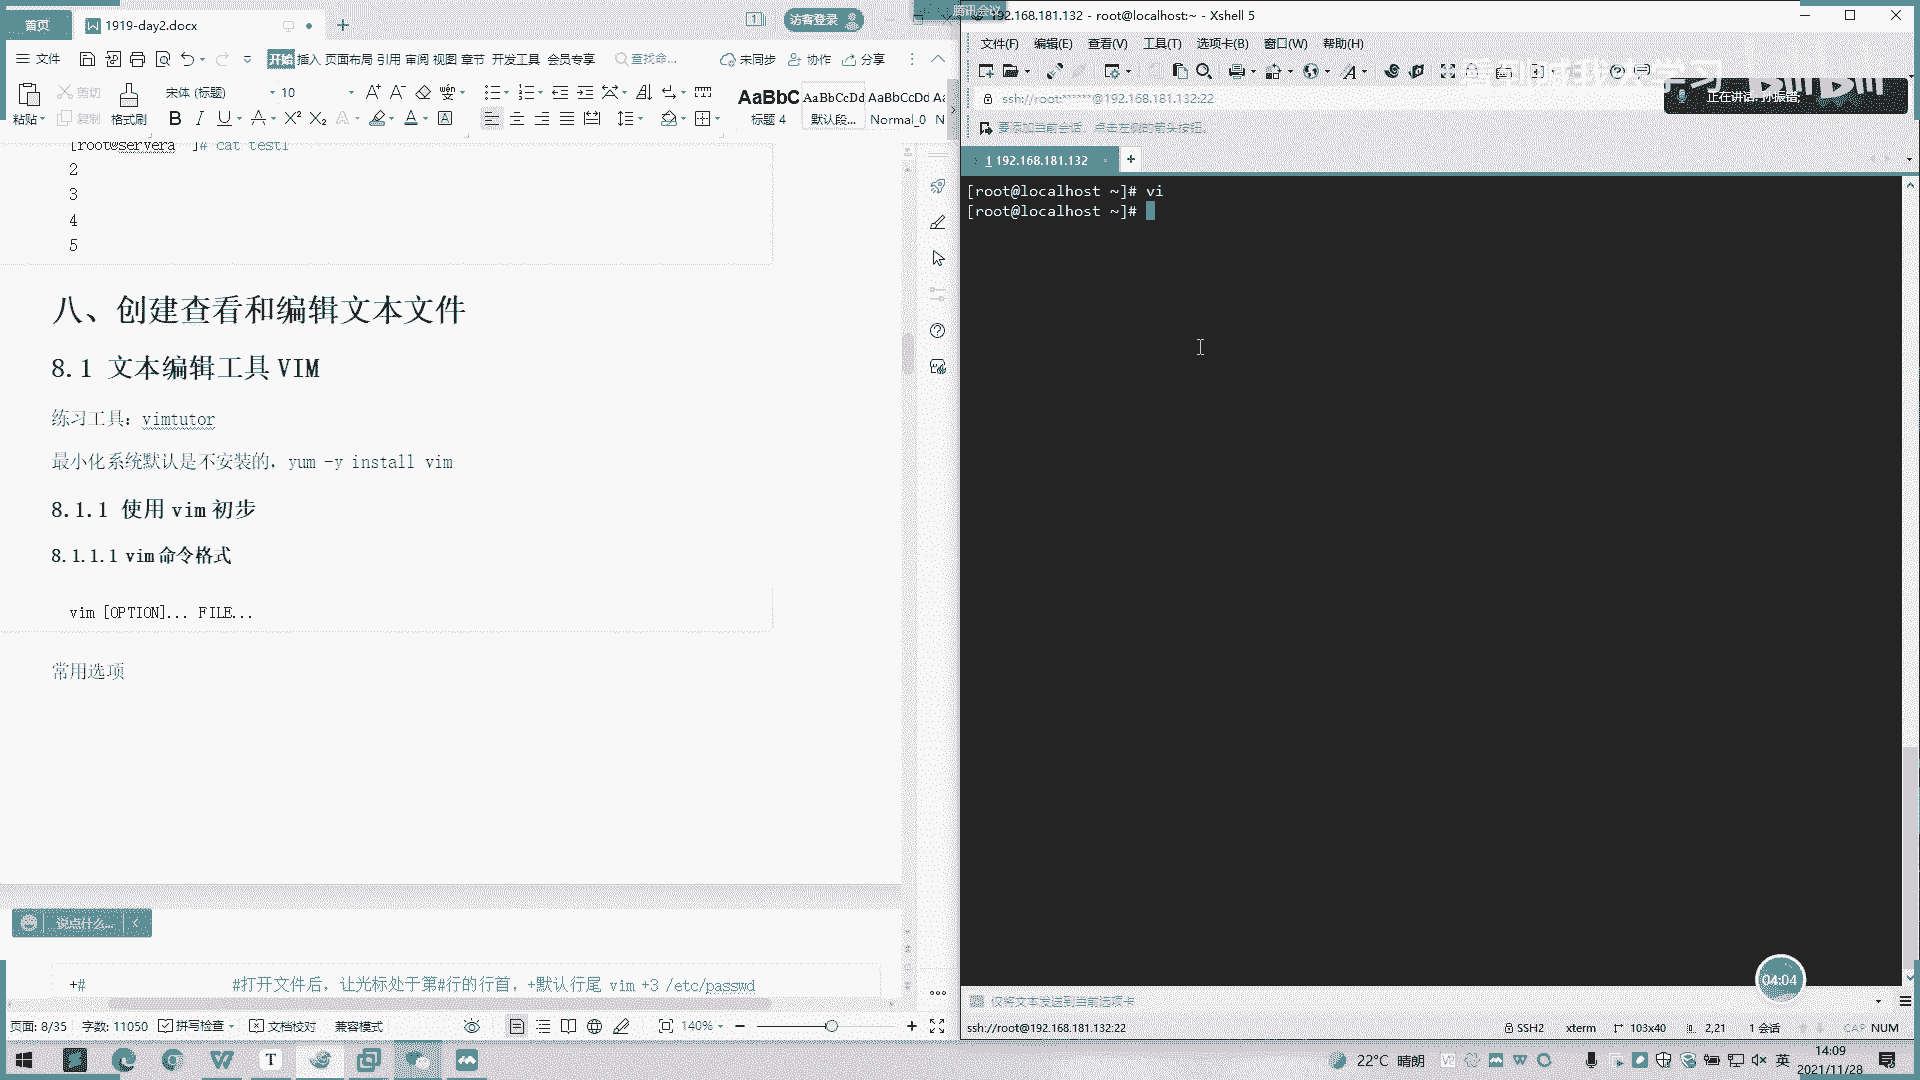 首页
1919-day2.docx
访客登录
腾讯会议
文件
开始 插入 页面布局 引用 审阅 视图 章节 开发工具 会员专享
查找命...
未同步
协作
分享
粘贴
剪切
复制
格式刷
宋体 (标题)
10
AaBbC
AaBbCcDd
AaBbCcDd
标题 4
默认段...
Normal_0
[root@servera ~]# cat test1
2
3
4
5
八、创建查看和编辑文本文件
8.1 文本编辑工具 VIM
练习工具：vimtutor
最小化系统默认是不安装的，yum -y install vim
8.1.1 使用 vim 初步
8.1.1.1 vim 命令格式
vim [OPTION]... FILE...
常用选项
说点什么...
+# #打开文件后，让光标处于第#行的行首，+默认行尾 vim +3 /etc/passwd
页面: 8/35 字数: 11050 拼写检查 文档校对 兼容模式 140%
192.168.181.132 - root@localhost:~ - Xshell 5
文件(F) 编辑(E) 查看(V) 工具(T) 选项卡(B) 窗口(W) 帮助(H)
ssh://root:******@192.168.181.132:22
正在讲话:
要添加当前会话，点击左侧的箭头按钮。
1 192.168.181.132
[root@localhost ~]# vi
[root@localhost ~]#
04:04
仅将文本发送到当前选项卡
ssh://root@192.168.181.132:22 SSH2 xterm 103x40 2,21 1 会话 CAP NUM
22°C 晴朗 英
14:09
2021/11/28